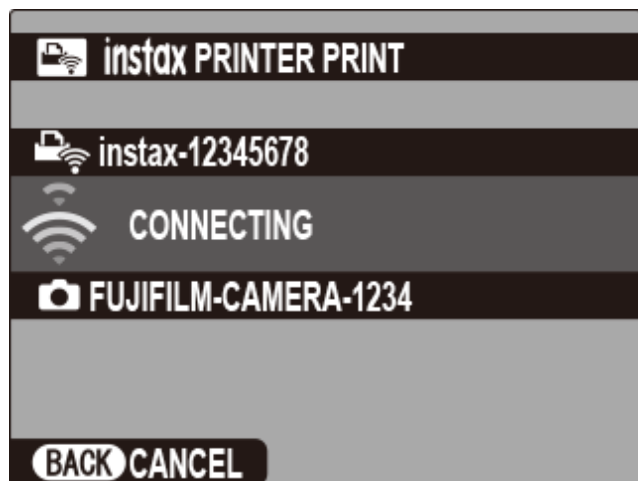 instax PRINTER PRINT
instax-12345678
CONNECTING
FUJIFILM-CAMERA-1234
BACK CANCEL